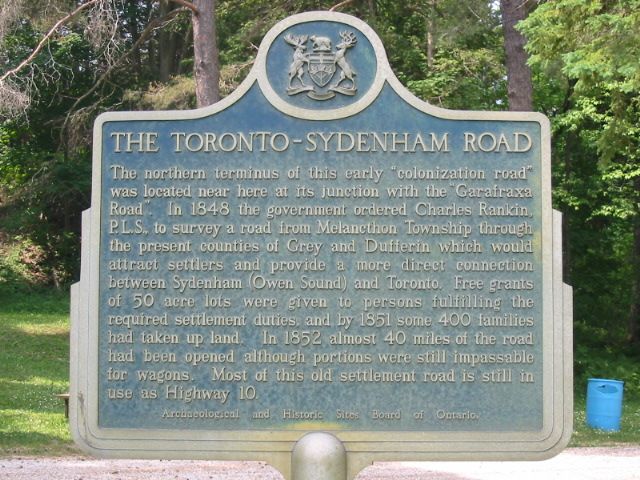 THE TORONTO-SYDENHAM ROAD
The northern terminus of this early "colonization road"
was located near here at its junction with the "Garafraxa
Road". In 1848 the government ordered Charles Rankin,
P.L.S., to survey a road from Melancthon Township through
the present counties of Grey and Dufferin which would
attract settlers and provide a more direct connection
between Sydenham (Owen Sound) and Toronto. Free grants
of 50 acre lots were given to persons fulfilling the
required settlement duties, and by 1851 some 400 families
had taken up land. In 1852 almost 40 miles of the road
had been opened although portions were still impassable
for wagons. Most of this old settlement road is still in
use as Highway 10.
Archaeological and Historic Sites Board of Ontario.